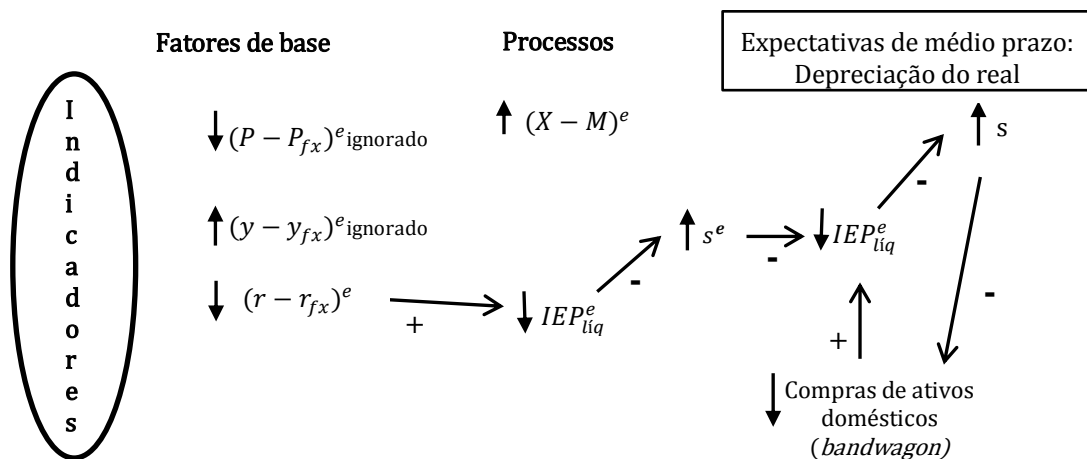 Fatores de base
Processos
Expectativas de médio prazo:
Depreciação do real
Indicadores
↓ (P − P_fx)^e ignorado
↑ (X − M)^e
↑ s
-
↑ (y − y_fx)^e ignorado
↑ s^e
-
↓ IEP^e_líq
-
↓ (r − r_fx)^e
+
↓ IEP^e_líq
-
+
↓ Compras de ativos
domésticos
(bandwagon)